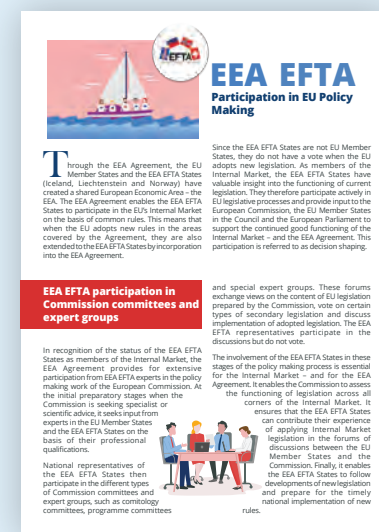 EFTA
EEA EFTA
Participation in EU Policy
Making
Through the EEA Agreement, the EU
Member States and the EEA EFTA States
(Iceland, Liechtenstein and Norway) have
created a shared European Economic Area – the
EEA. The EEA Agreement enables the EEA EFTA
States to participate in the EU's Internal Market
on the basis of common rules. This means that
when the EU adopts new rules in the areas
covered by the Agreement, they are also
extended to the EEA EFTA States by incorporation
into the EEA Agreement.
Since the EEA EFTA States are not EU Member
States, they do not have a vote when the EU
adopts new legislation. As members of the
Internal Market, the EEA EFTA States have
valuable insight into the functioning of current
legislation. They therefore participate actively in
EU legislative processes and provide input to the
European Commission, the EU Member States
in the Council and the European Parliament to
support the continued good functioning of the
Internal Market – and the EEA Agreement. This
participation is referred to as decision shaping.
EEA EFTA participation in
Commission committees and
expert groups
In recognition of the status of the EEA EFTA
States as members of the Internal Market, the
EEA Agreement provides for extensive
participation from EEA EFTA experts in the policy
making work of the European Commission. At
the initial preparatory stages when the
Commission is seeking specialist or
scientific advice, it seeks input from
experts in the EU Member States
and the EEA EFTA States on the
basis of their professional
qualifications.
National representatives of
the EEA EFTA States then
participate in the different types
of Commission committees and
expert groups, such as comitology
committees, programme committees
and special expert groups. These forums
exchange views on the content of EU legislation
prepared by the Commission, vote on certain
types of secondary legislation and discuss
implementation of adopted legislation. The EEA
EFTA representatives participate in the
discussions but do not vote.
The involvement of the EEA EFTA States in these
stages of the policy making process is essential
for the Internal Market – and for the EEA
Agreement. It enables the Commission to assess
the functioning of legislation across all
corners of the Internal Market. It
ensures that the EEA EFTA States
can contribute their experience
of applying Internal Market
legislation in the forums of
discussions between the EU
Member States and the
Commission. Finally, it enables
the EEA EFTA States to follow
developments of new legislation
and prepare for the timely
national implementation of new
rules.